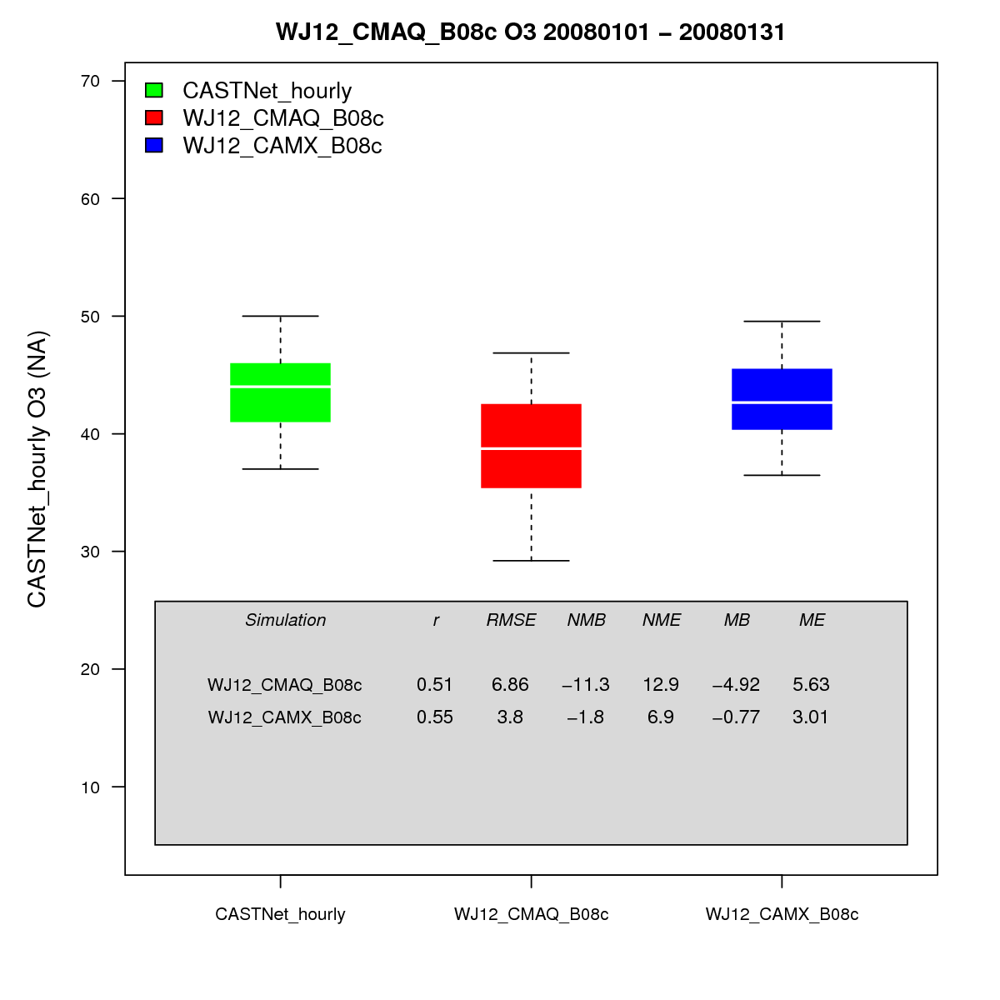 WJ12_CMAQ_B08c O3 20080101 − 20080131
CASTNet_hourly
WJ12_CMAQ_B08c
WJ12_CAMX_B08c
CASTNet_hourly O3 (NA)
70
60
50
40
30
20
10
Simulation r RMSE NMB NME MB ME
WJ12_CMAQ_B08c 0.51 6.86 −11.3 12.9 −4.92 5.63
WJ12_CAMX_B08c 0.55 3.8 −1.8 6.9 −0.77 3.01
CASTNet_hourly WJ12_CMAQ_B08c WJ12_CAMX_B08c